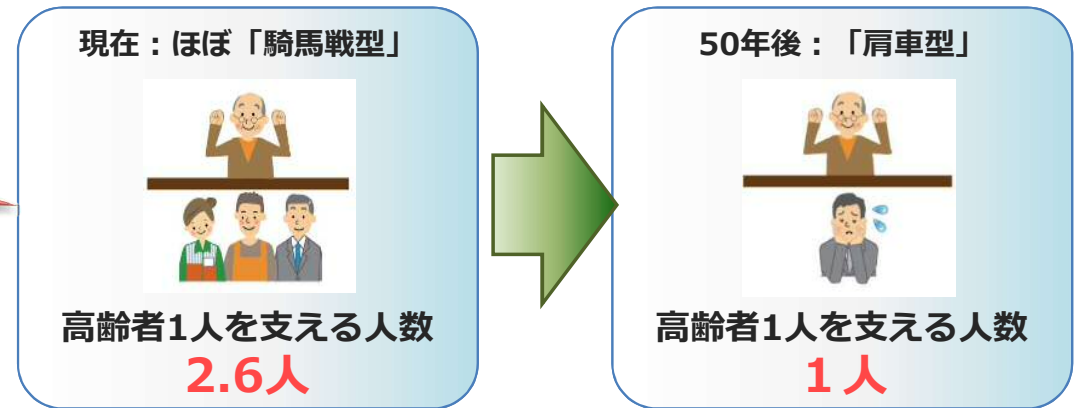 現在：ほぼ「騎馬戦型」
高齢者1人を支える人数
2.6人
50年後：「肩車型」
高齢者1人を支える人数
１人